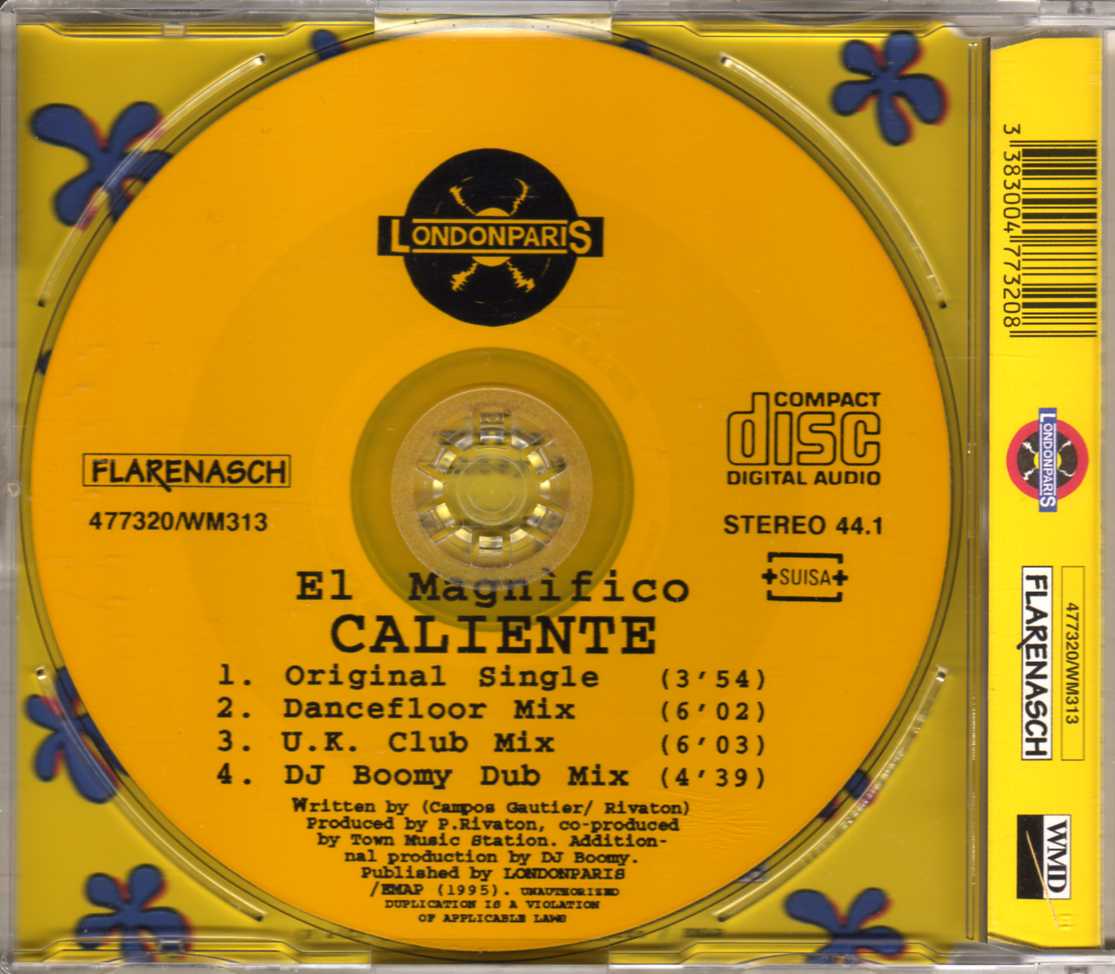 LONDONPARIS
COMPACT
disc
DIGITAL AUDIO
FLARENASCH
477320/WM313
STEREO 44.1
SUISA
El Magnìfico
CALIENTE
1. Original Single (3'54)
2. Dancefloor Mix (6'02)
3. U.K. Club Mix (6'03)
4. DJ Boomy Dub Mix (4'39)
Written by (Campos Gautier/ Rivaton)
Produced by P.Rivaton, co-produced
by Town Music Station. Addition-
nal production by DJ Boomy.
Published by LONDONPARIS
/EMAP (1995). UNAUTHORIZED
DUPLICATION IS A VIOLATION
OF APPLICABLE LAWS
3 383004 773208
LONDONPARIS
477320/WM313
FLARENASCH
WMD